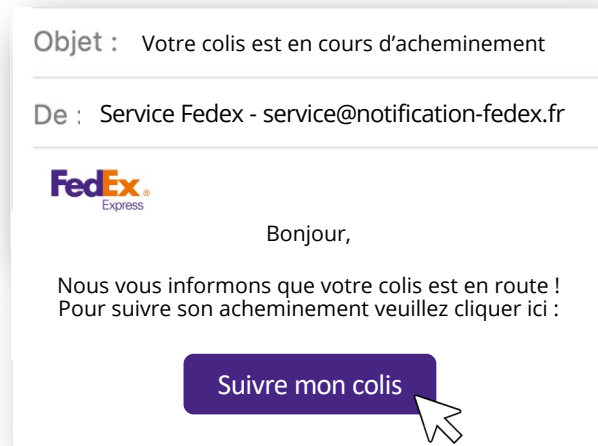 Objet : Votre colis est en cours d’acheminement
De : Service Fedex - service@notification-fedex.fr
FedEx®
Express
Bonjour,
Nous vous informons que votre colis est en route !
Pour suivre son acheminement veuillez cliquer ici :
Suivre mon colis